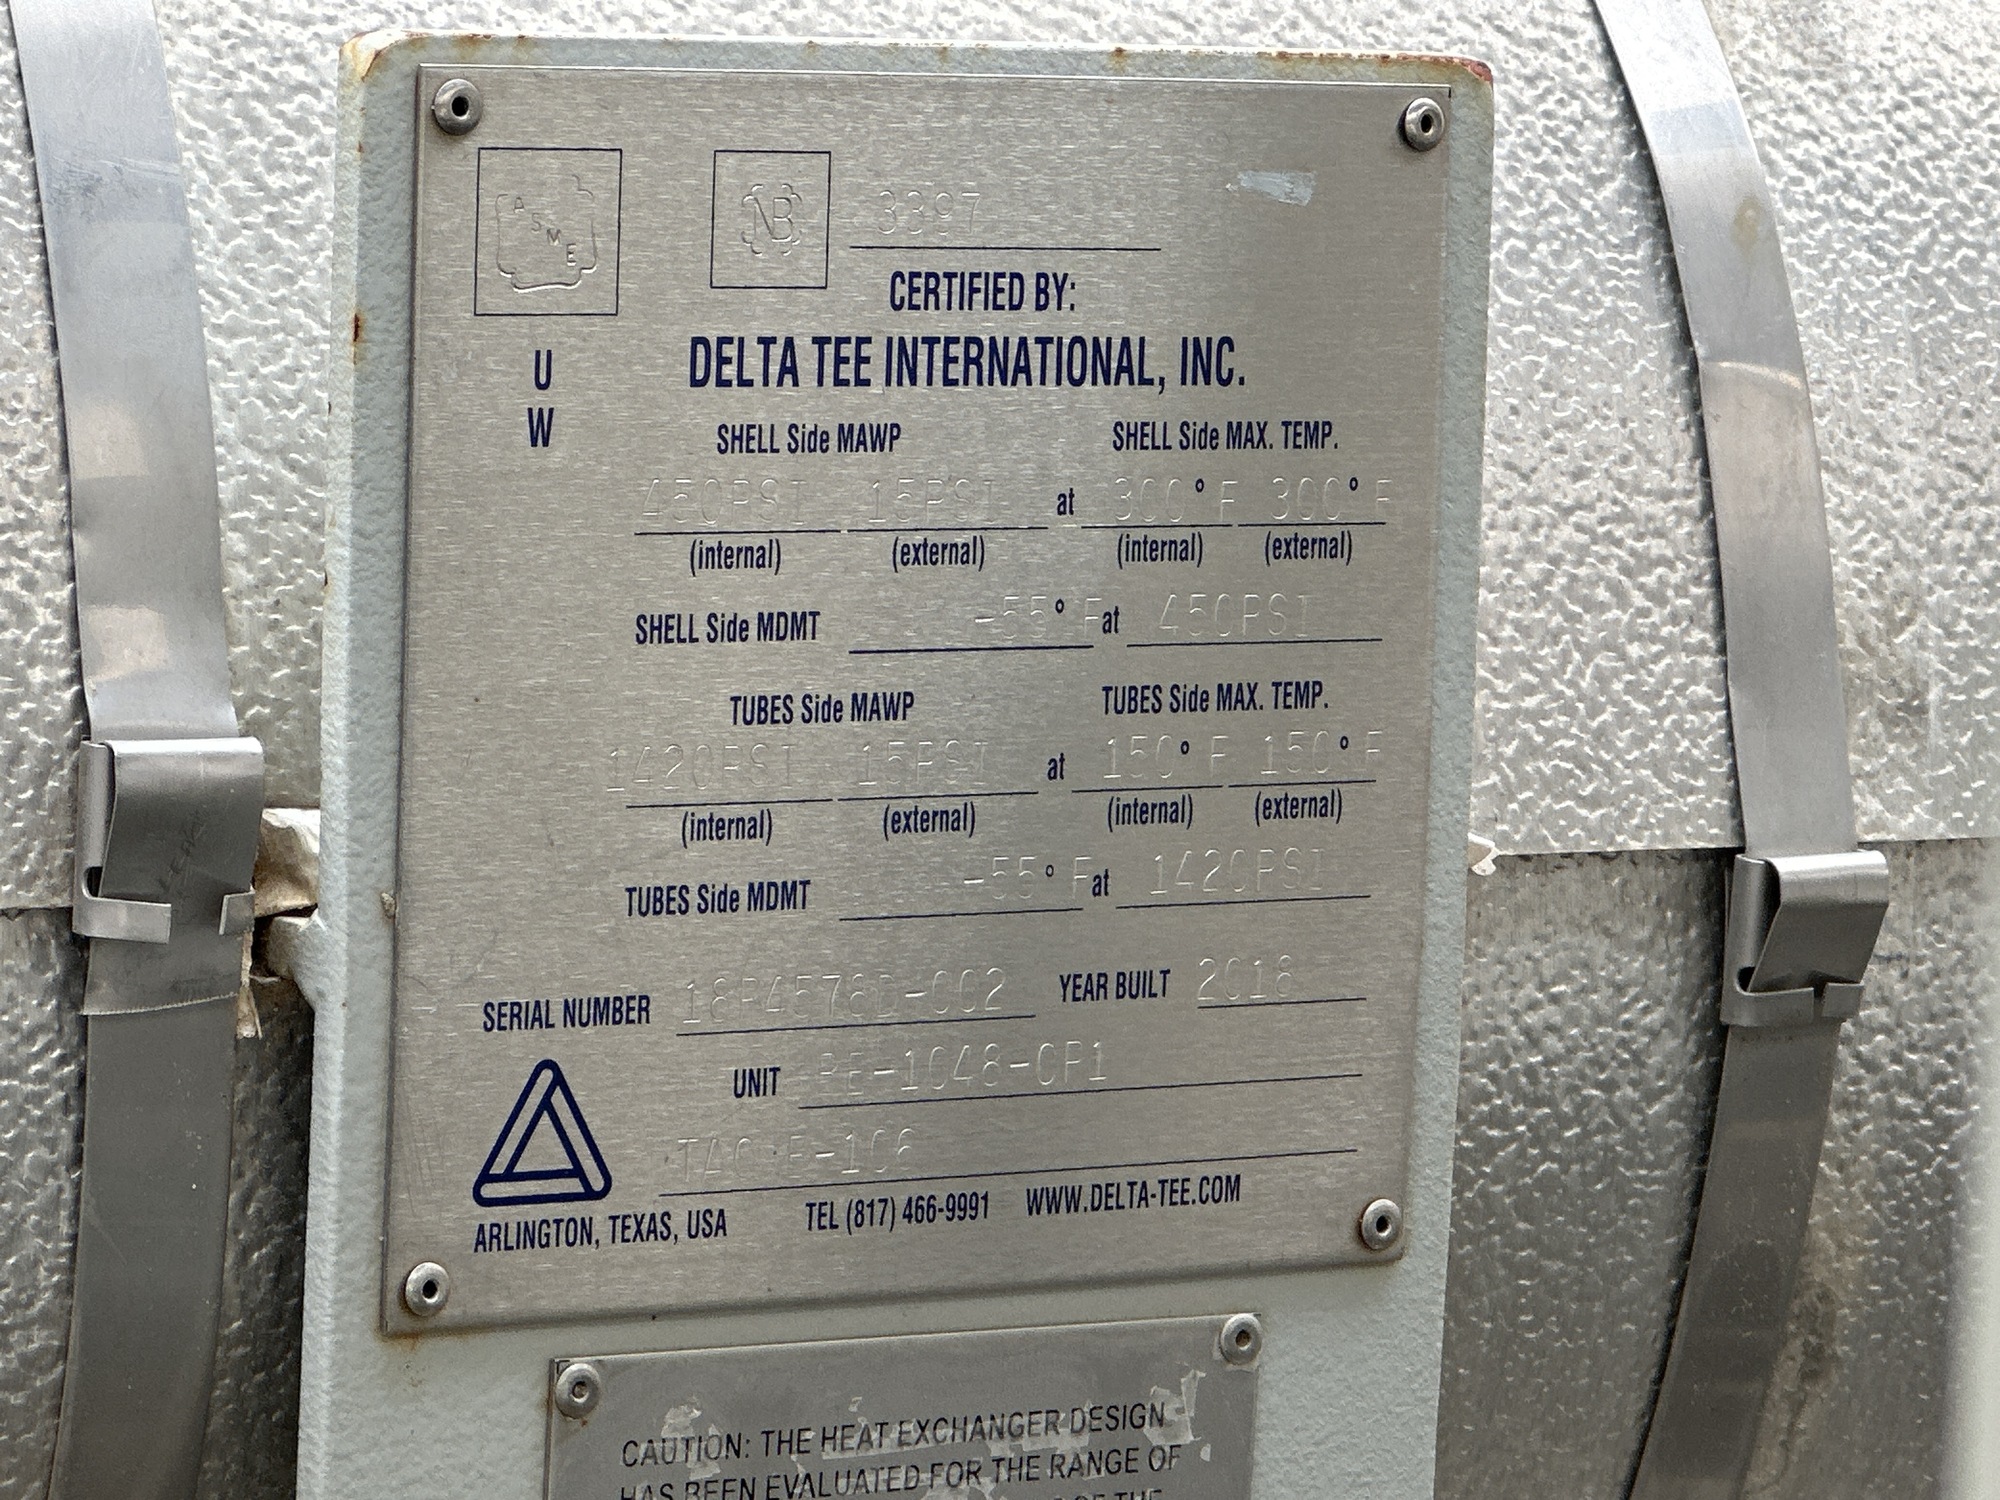 ASME
NB 3397
CERTIFIED BY:
U DELTA TEE INTERNATIONAL, INC.
W
SHELL Side MAWP SHELL Side MAX. TEMP.
450PSI 15PSI at 300°F 300°F
(internal) (external) (internal) (external)
SHELL Side MDMT -55°F at 450PSI
TUBES Side MAWP TUBES Side MAX. TEMP.
1420PSI 15PSI at 150°F 150°F
(internal) (external) (internal) (external)
TUBES Side MDMT -55°F at 1420PSI
SERIAL NUMBER YEAR BUILT 2018
UNIT
ARLINGTON, TEXAS, USA TEL (817) 466-9991 WWW.DELTA-TEE.COM
CAUTION: THE HEAT EXCHANGER DESIGN
HAS BEEN EVALUATED FOR THE RANGE OF
OF THE